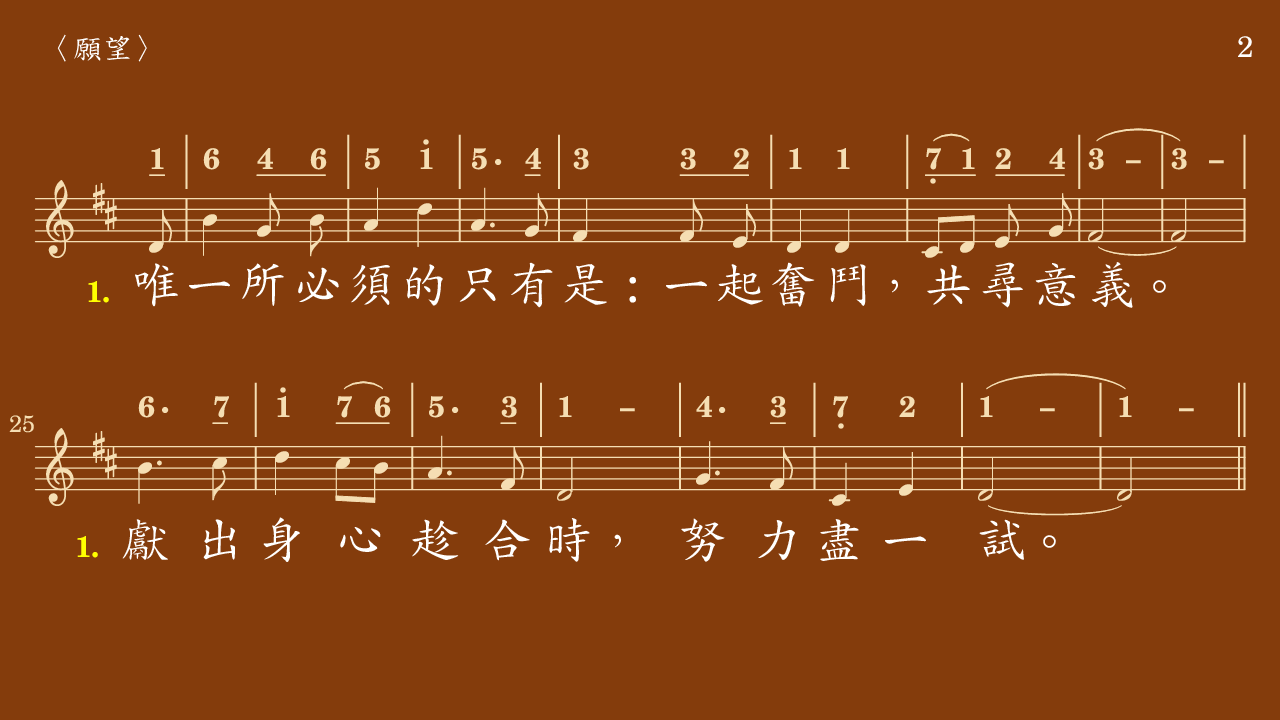 〈願望〉 2
1 | 6 4 6 | 5 i | 5. 4 | 3 3 2 | 1 1 | 7 1 2 4 | 3 – | 3 – |
1. 唯一所必須的只有是：一起奮鬥，共尋意義。
6. 7 | i 7 6 | 5. 3 | 1 – | 4. 3 | 7 2 | 1 – | 1 – ||
25
1. 獻出身心趁合時，努力盡一試。